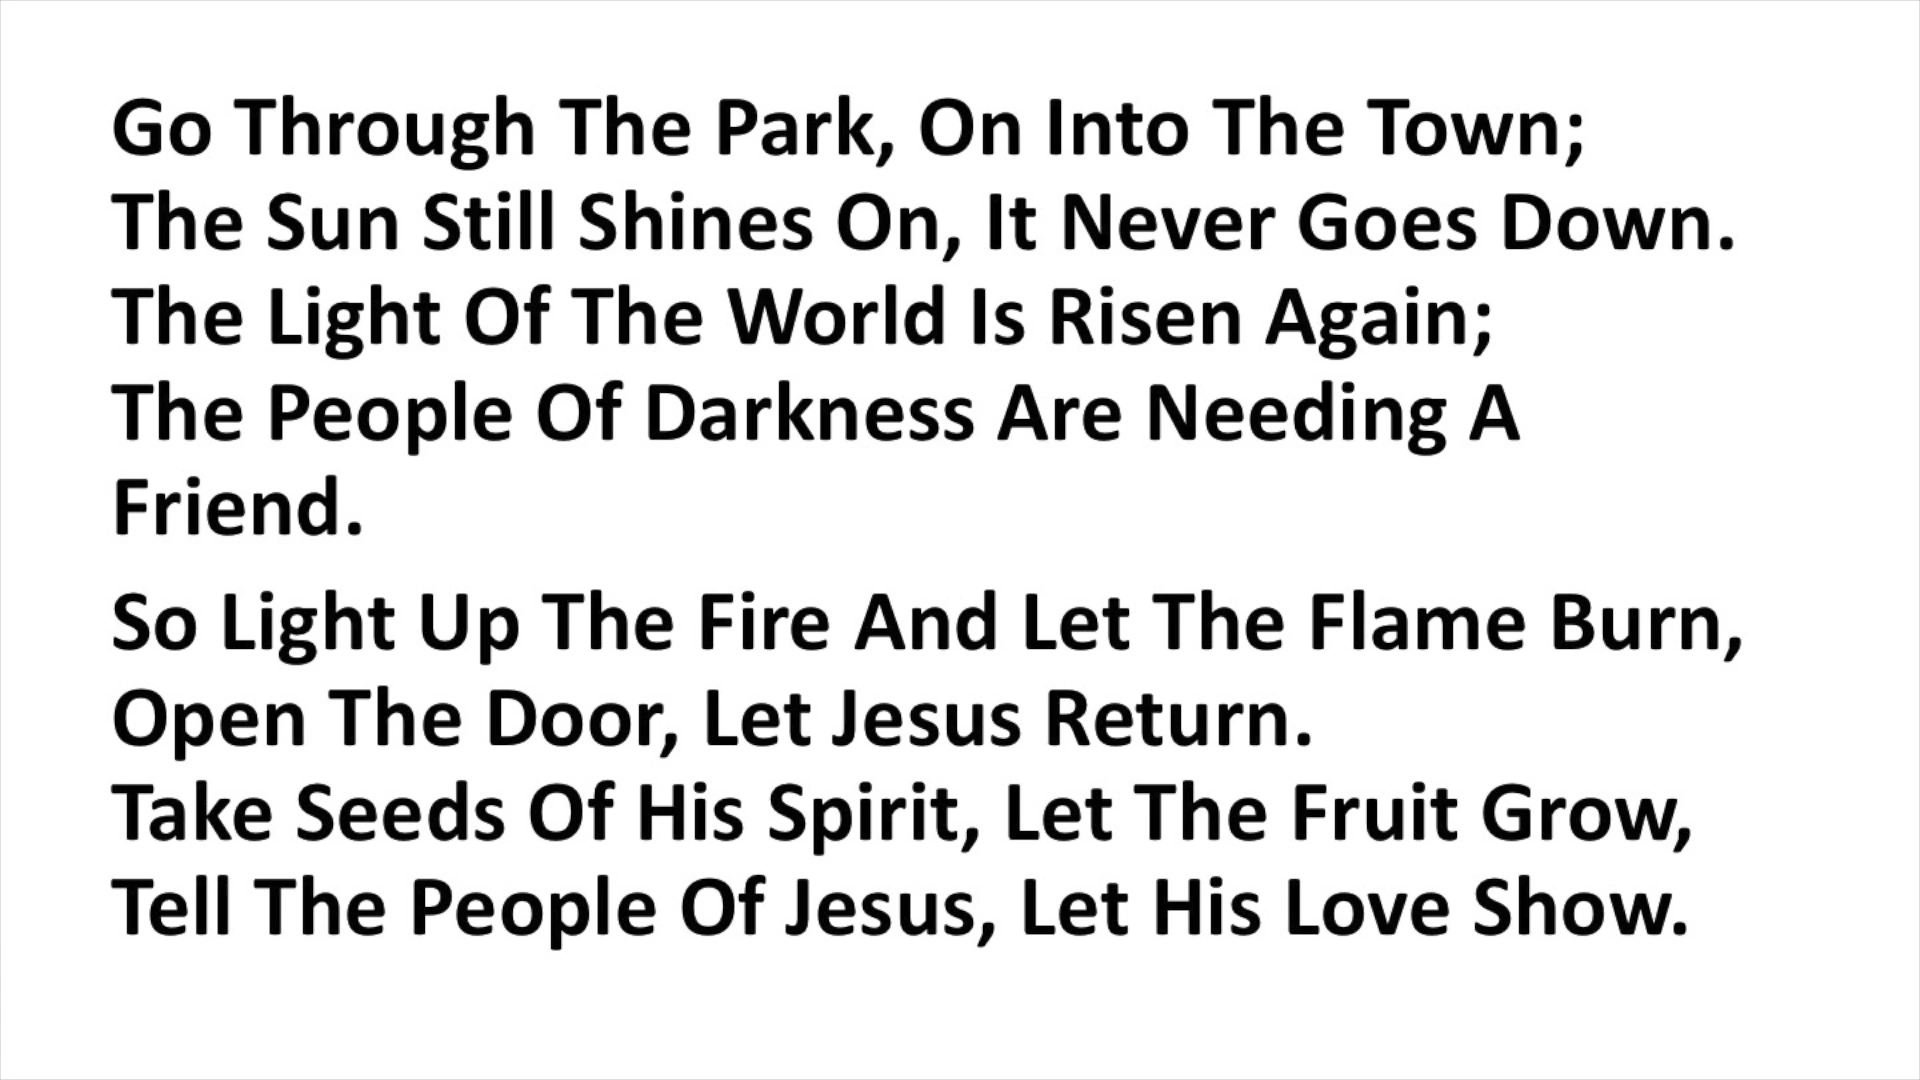 Go Through The Park, On Into The Town;
The Sun Still Shines On, It Never Goes Down.
The Light Of The World Is Risen Again;
The People Of Darkness Are Needing A
Friend.
So Light Up The Fire And Let The Flame Burn,
Open The Door, Let Jesus Return.
Take Seeds Of His Spirit, Let The Fruit Grow,
Tell The People Of Jesus, Let His Love Show.